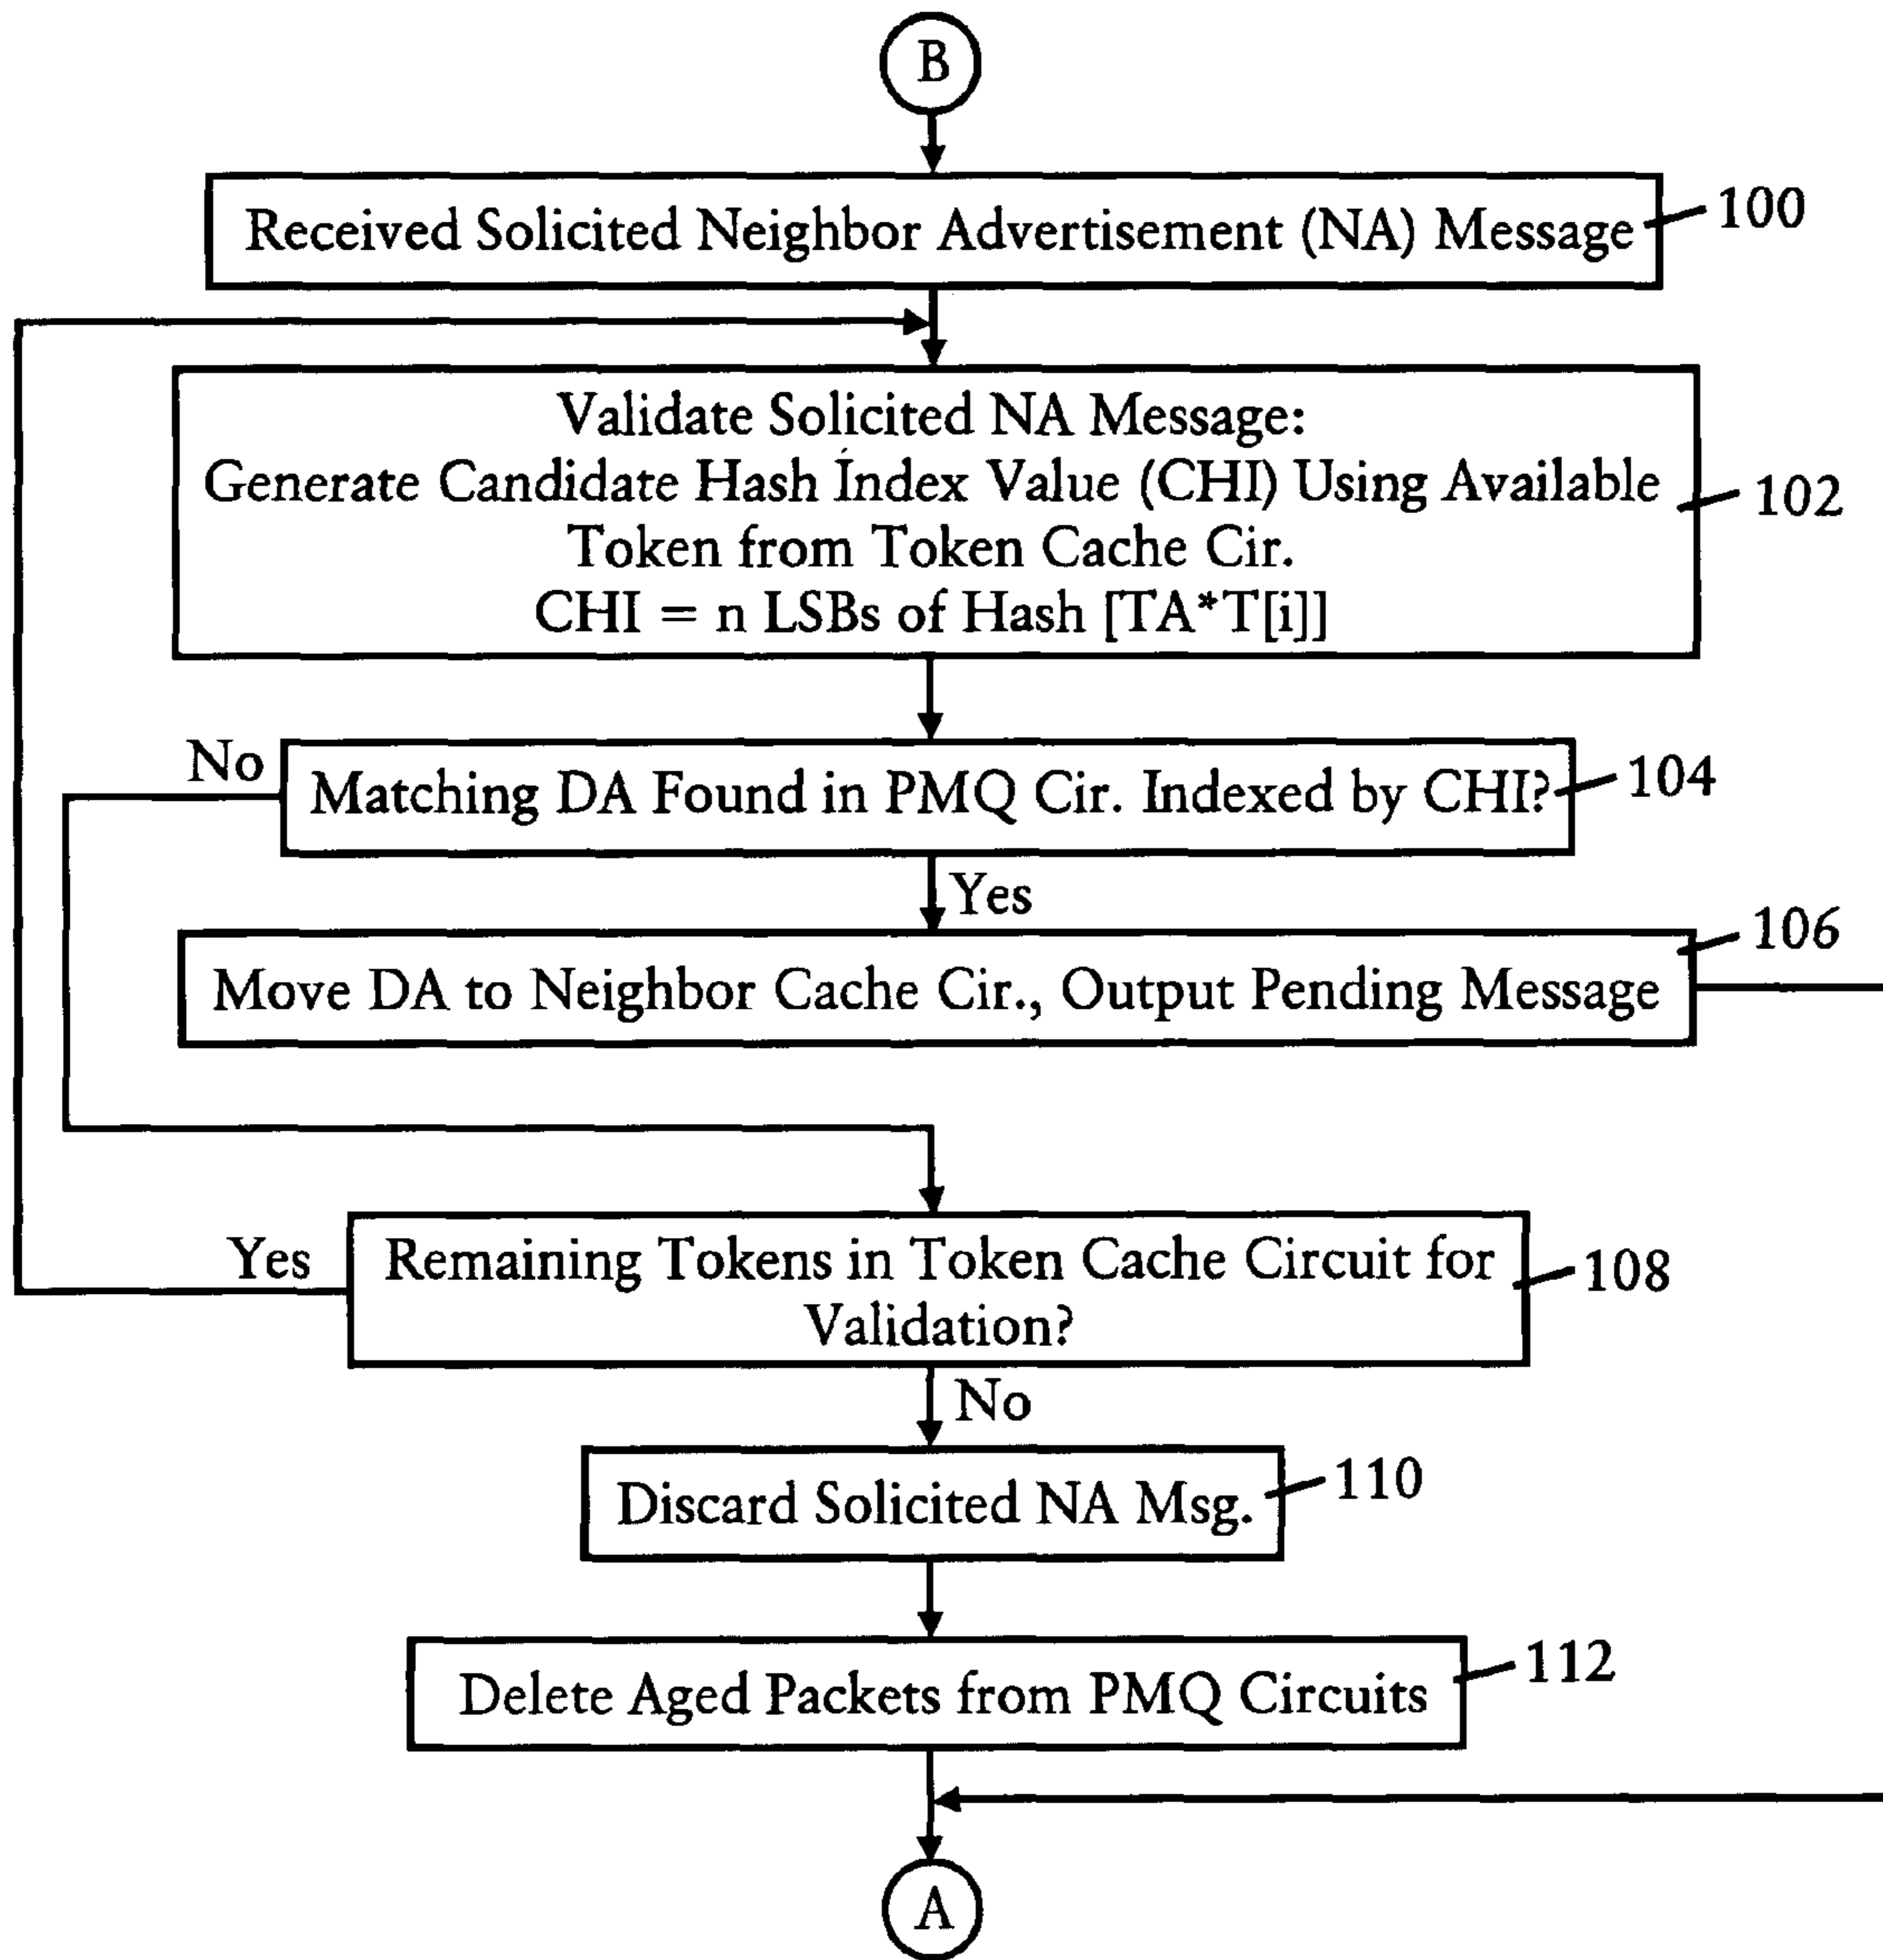 B
Received Solicited Neighbor Advertisement (NA) Message
100
Validate Solicited NA Message:
Generate Candidate Hash Index Value (CHI) Using Available
Token from Token Cache Cir.
CHI = n LSBs of Hash [TA*T[i]]
102
No
Matching DA Found in PMQ Cir. Indexed by CHI?
104
Yes
106
Move DA to Neighbor Cache Cir., Output Pending Message
Yes
Remaining Tokens in Token Cache Circuit for
Validation?
108
No
Discard Solicited NA Msg.
110
Delete Aged Packets from PMQ Circuits
112
A